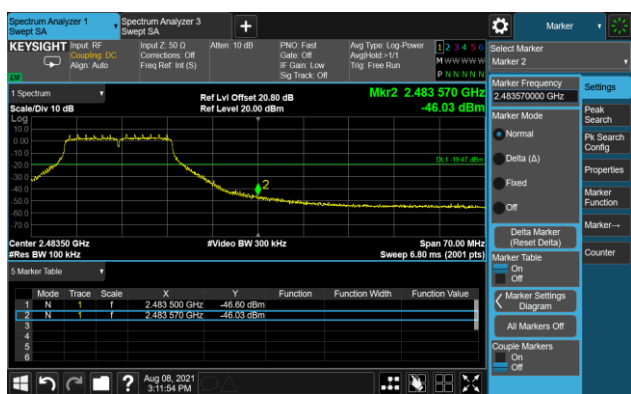 Spectrum Analyzer 1
Swept SA
Spectrum Analyzer 3
Swept SA
+
Marker
KEYSIGHT
Input: RF
Coupling: DC
Align: Auto
Input Z: 50 Ω
Corrections: Off
Freq Ref: Int (S)
Atten: 10 dB
PNO: Fast
Gate: Off
IF Gain: Low
Sig Track: Off
Avg Type: Log-Power
Avg|Hold:>1/1
Trig: Free Run
1 2 3 4 5 6
M W W W W W
P N N N N N
LW
Select Marker
Marker 2
1 Spectrum
Scale/Div 10 dB
Ref Lvl Offset 20.80 dB
Ref Level 20.00 dBm
Mkr2 2.483 570 GHz
-46.03 dBm
Log
10.0
0.00
-10.0
-20.0
-30.0
-40.0
-50.0
-60.0
-70.0
DL1 -19.47 dBm
2
Center 2.48350 GHz
#Res BW 100 kHz
#Video BW 300 kHz
Span 70.00 MHz
Sweep 6.80 ms (2001 pts)
5 Marker Table
Mode Trace Scale X Y Function Function Width Function Value
1 N 1 f 2.483 500 GHz -46.60 dBm
2 N 1 f 2.483 570 GHz -46.03 dBm
3
4
5
6
Marker Frequency
2.483570000 GHz
Marker Mode
Normal
Delta (Δ)
Fixed
Off
Delta Marker
(Reset Delta)
Marker Table
On
Off
Marker Settings
Diagram
All Markers Off
Couple Markers
On
Off
Settings
Peak
Search
Pk Search
Config
Properties
Marker
Function
Marker→
Counter
?
Aug 08, 2021
3:11:54 PM